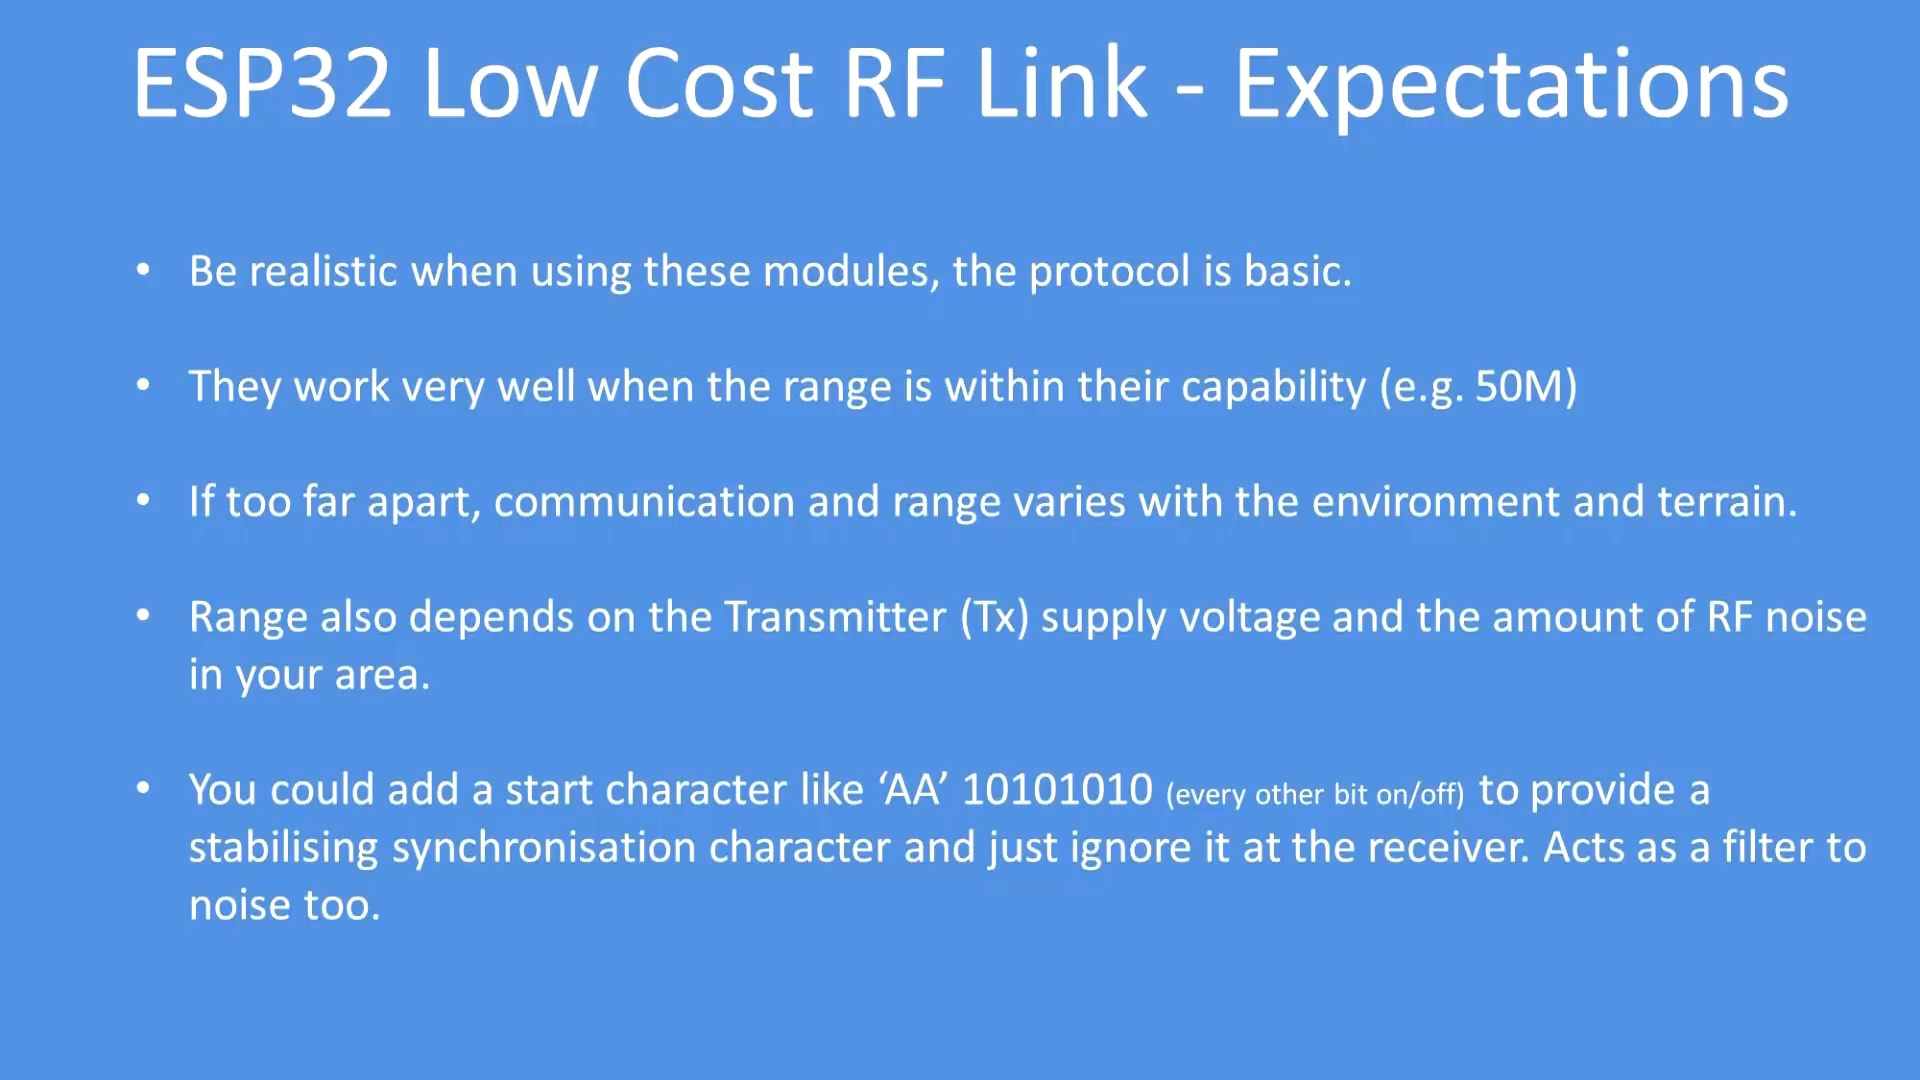 ESP32 Low Cost RF Link - Expectations
• Be realistic when using these modules, the protocol is basic.
• They work very well when the range is within their capability (e.g. 50M)
• If too far apart, communication and range varies with the environment and terrain.
• Range also depends on the Transmitter (Tx) supply voltage and the amount of RF noise
in your area.
• You could add a start character like ‘AA’ 10101010 (every other bit on/off) to provide a
stabilising synchronisation character and just ignore it at the receiver. Acts as a filter to
noise too.